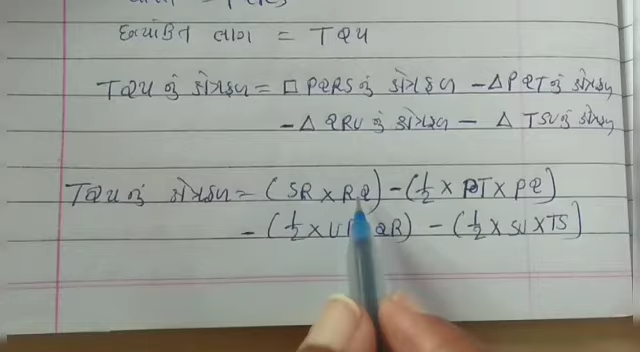 છાયાંકિત ભાગ = TQU
TQU નું ક્ષેત્રફળ = □ PQRS નું ક્ષેત્રફળ - △PQT નું ક્ષેત્રફળ
- △ QRU નું ક્ષેત્રફળ - △ TSU નું ક્ષેત્રફળ
TQU નું ક્ષેત્રફળ = (SR × RQ) - (1/2 × PT × PQ)
- (1/2 × U QR) - (1/2 × SU × TS)